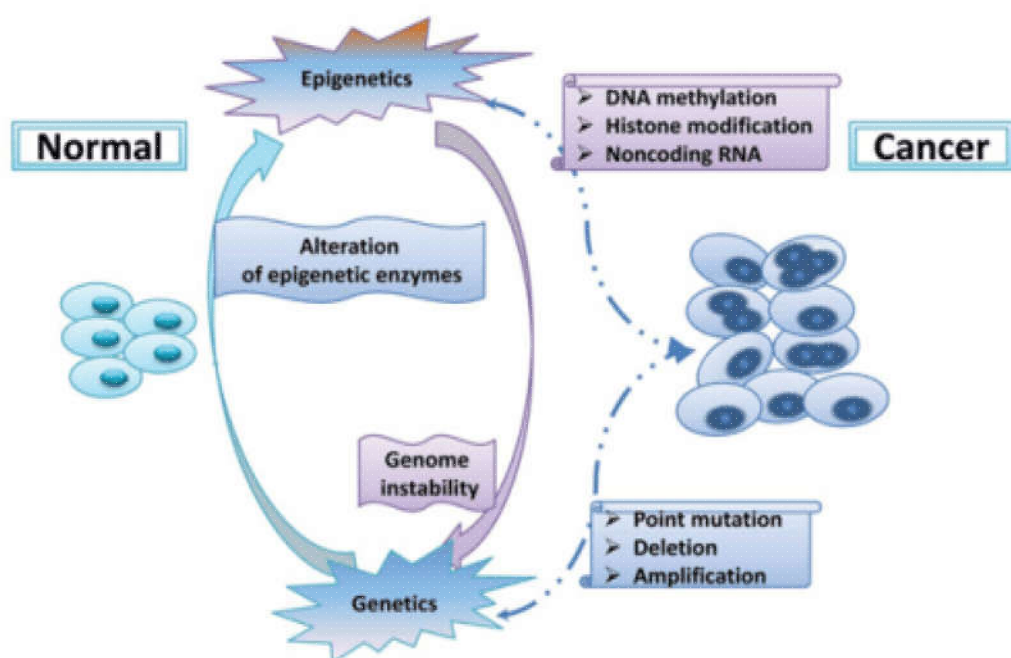 Epigenetics
➢ DNA methylation
➢ Histone modification
➢ Noncoding RNA
Normal
Cancer
Alteration
of epigenetic enzymes
Genome
instability
➢ Point mutation
➢ Deletion
➢ Amplification
Genetics